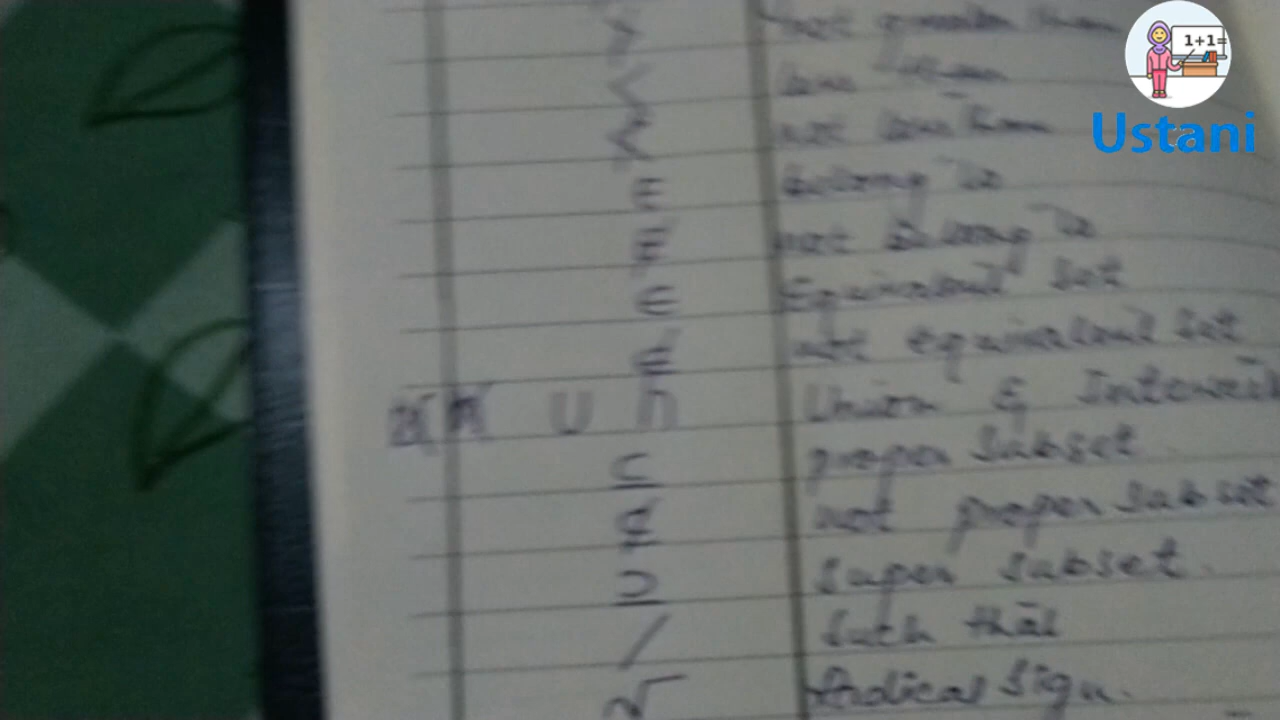 ≯ not greater than
1+1=
< less than
Ustani
≮ not less than
∈ Belong to
∉ not Belong to
∈ Equivalent set
∉ not equivalent set
U ∩ Union &
⊆ proper subset
⊈ not proper subset
⊇ super subset.
/ Such that
√ Radical Sign.